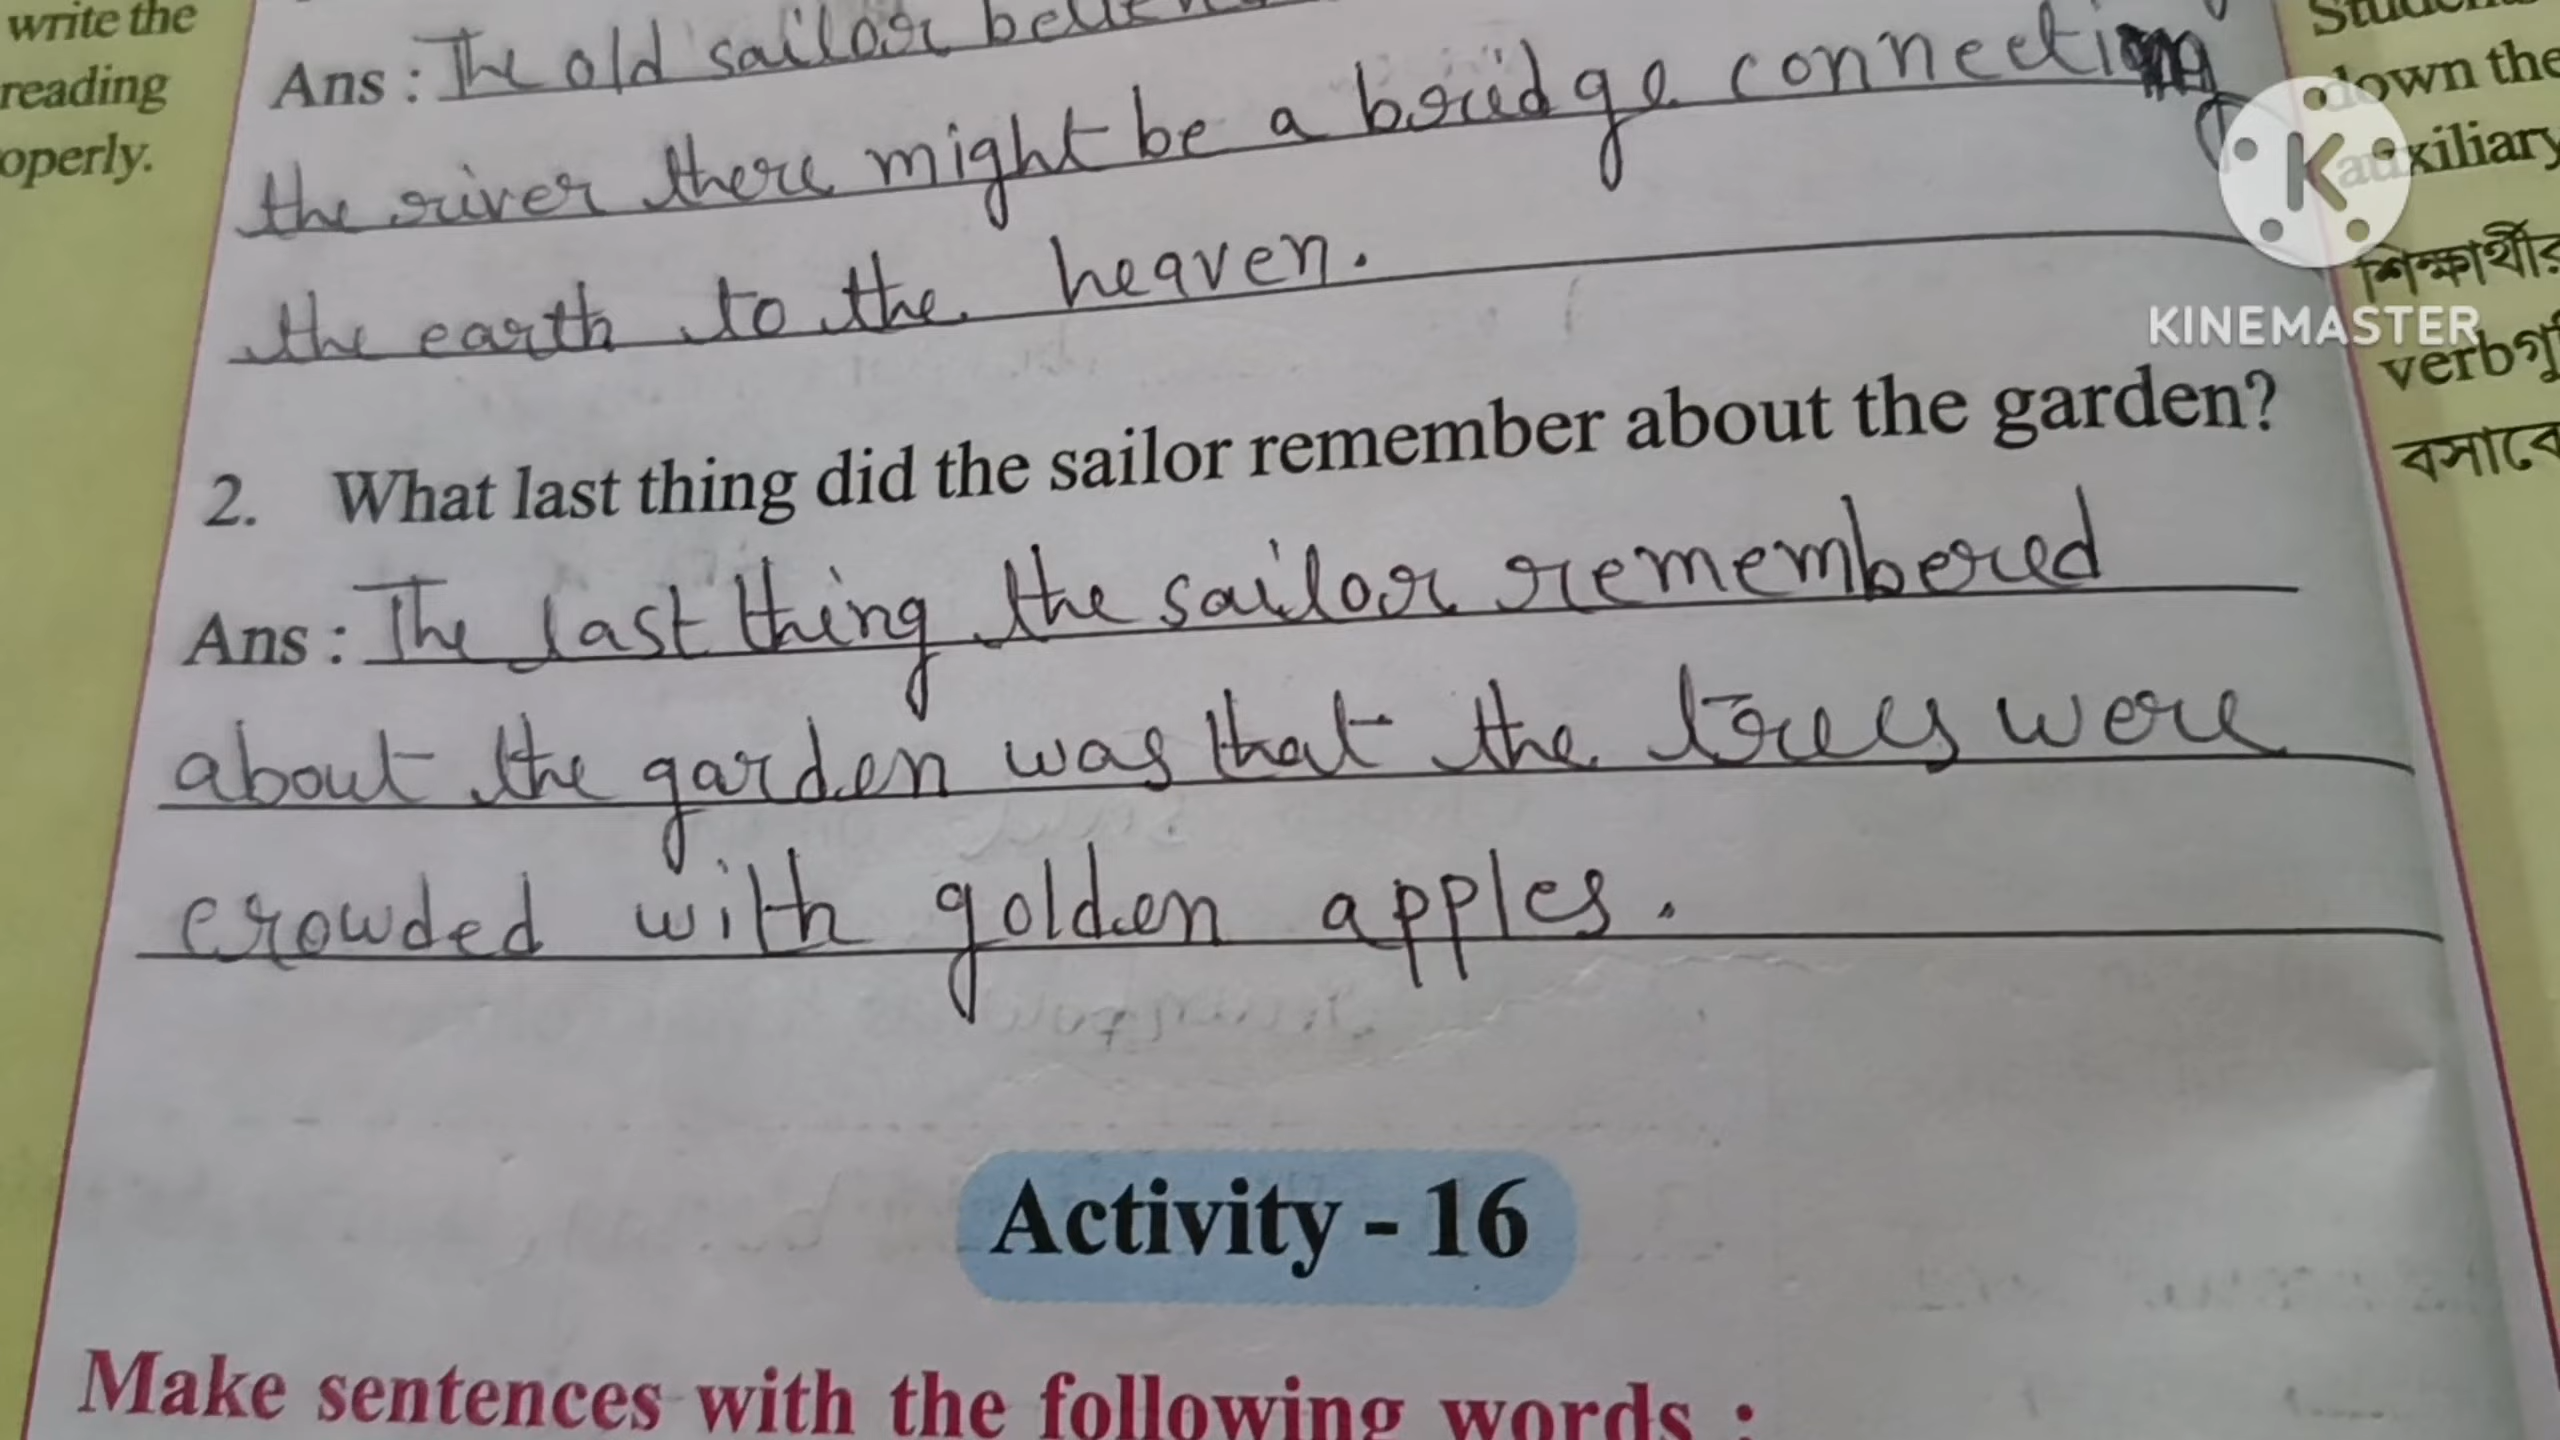 write the
reading
operly.
Ans : The old sailor
the river there might be a bridge connecting
the earth to the heaven.
2. What last thing did the sailor remember about the garden?
Ans : The last thing the sailor remembered
about the garden was that the trees were
crowded with golden apples.
Activity - 16
Make sentences with the following words :
down the
auxiliary
শিক্ষার্থীর
verbগু
বসাবে
K
KINEMASTER